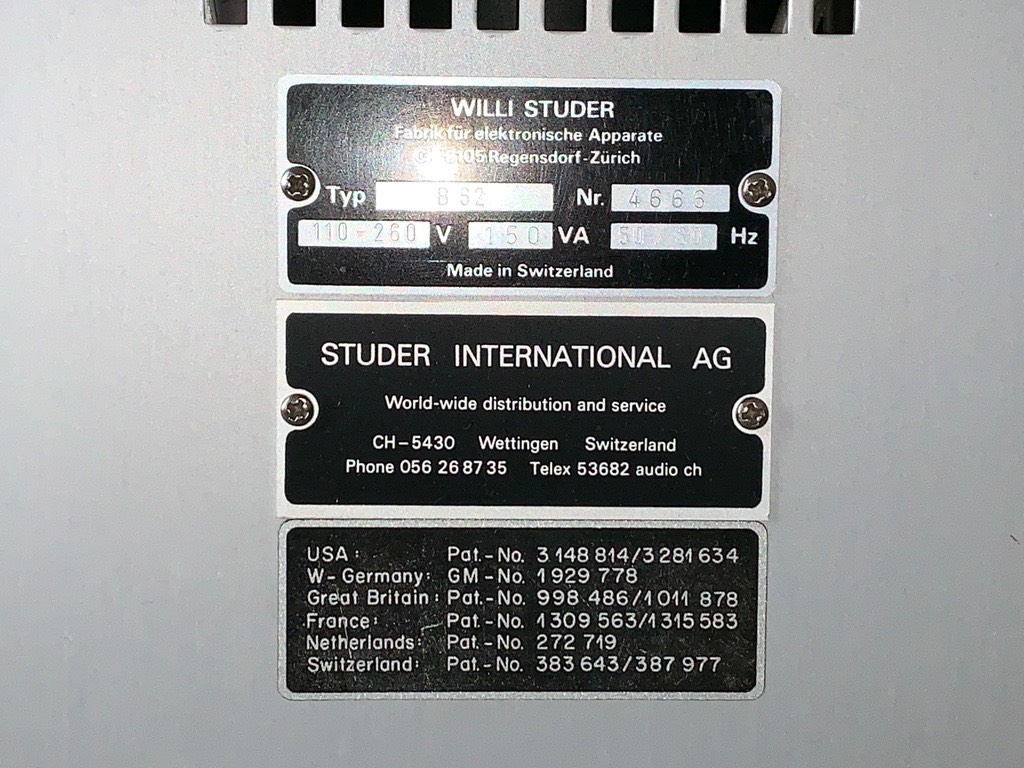 WILLI STUDER
Fabrik für elektronische Apparate
Regensdorf-Zürich
Typ B62 Nr. 4666
110-260 V 150 VA 50 Hz
Made in Switzerland
STUDER INTERNATIONAL AG
World-wide distribution and service
CH-5430 Wettingen Switzerland
Phone 056 26 87 35 Telex 53682 audio ch
USA: Pat.-No. 3 148 814/3 281 634
W-Germany: GM-No. 1 929 778
Great Britain: Pat.-No. 998 486/1 011 878
France: Pat.-No. 1 309 563/1 315 583
Netherlands: Pat.-No. 272 719
Switzerland: Pat.-No. 383 643/387 977